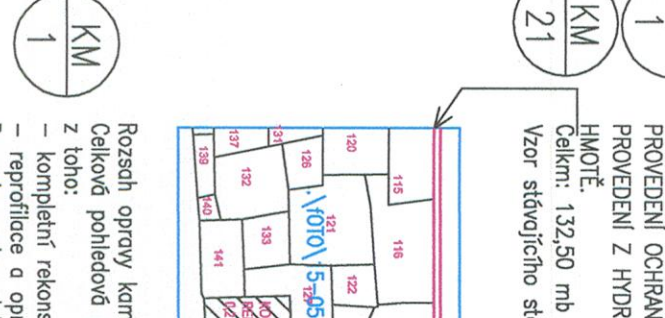 1
PROVEDENÍ OCHRAN
PROVEDENÍ Z HYDR
HMOTĚ.
KM
21
Celkm: 132,50 mb
Vzor stávajícího st
115
120
116
131
126
137
.\fOTO\
121
5-05
132
122
139
133
140
141
KM
1
Rozsah opravy kam
Celková pohledová
z toho:
– kompletní rekons
– reprofilace a opr